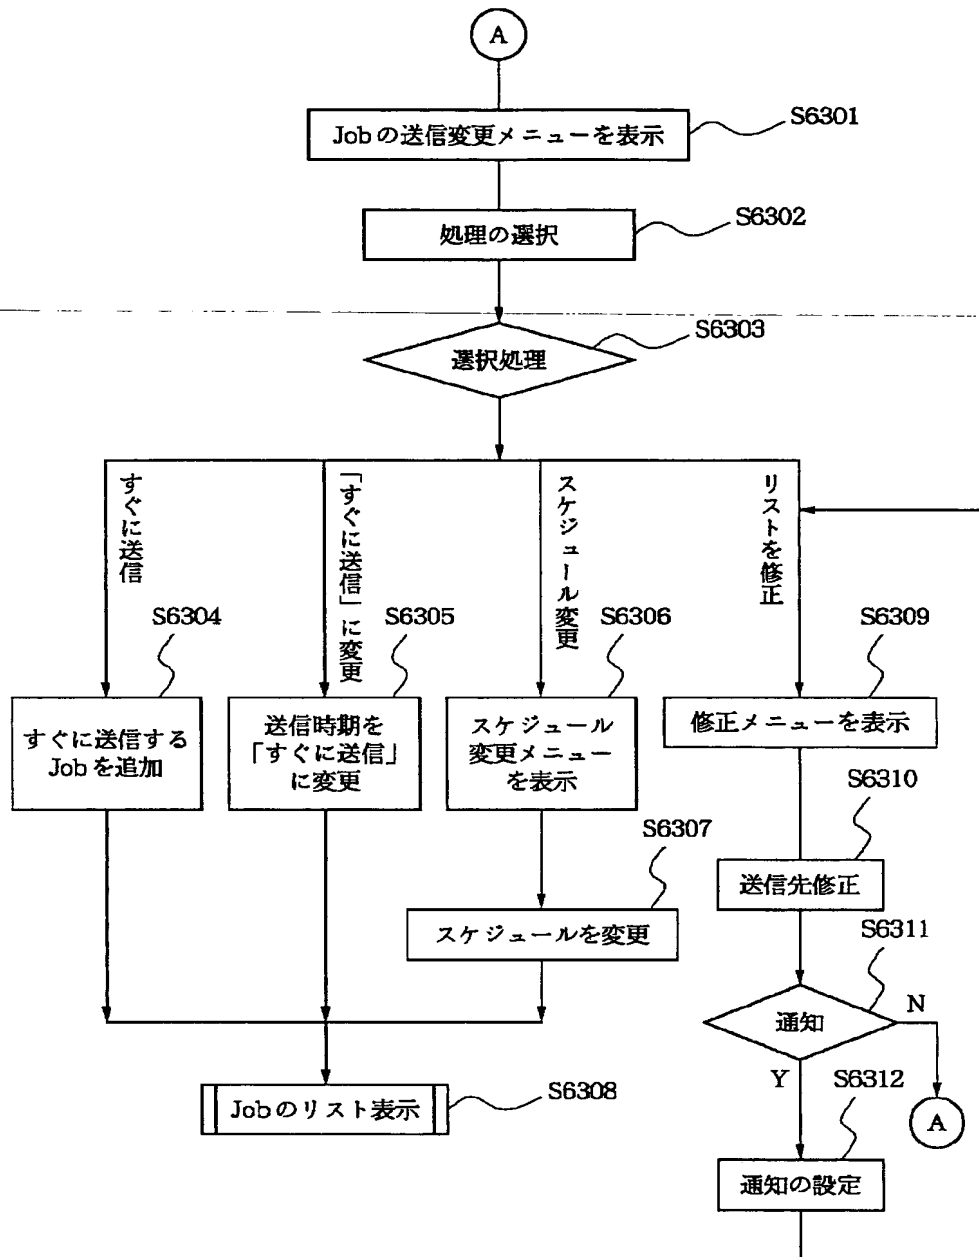 A
Jobの送信変更メニューを表示
S6301
処理の選択
S6302
選択処理
S6303
すぐに送信
「すぐに送信」に変更
スケジュール変更
リストを修正
S6304
S6305
S6306
S6309
すぐに送信する
Jobを追加
送信時期を
「すぐに送信」
に変更
スケジュール
変更メニュー
を表示
修正メニューを表示
S6310
S6307
送信先修正
スケジュールを変更
S6311
通知
N
Y
S6312
A
Jobのリスト表示
S6308
通知の設定